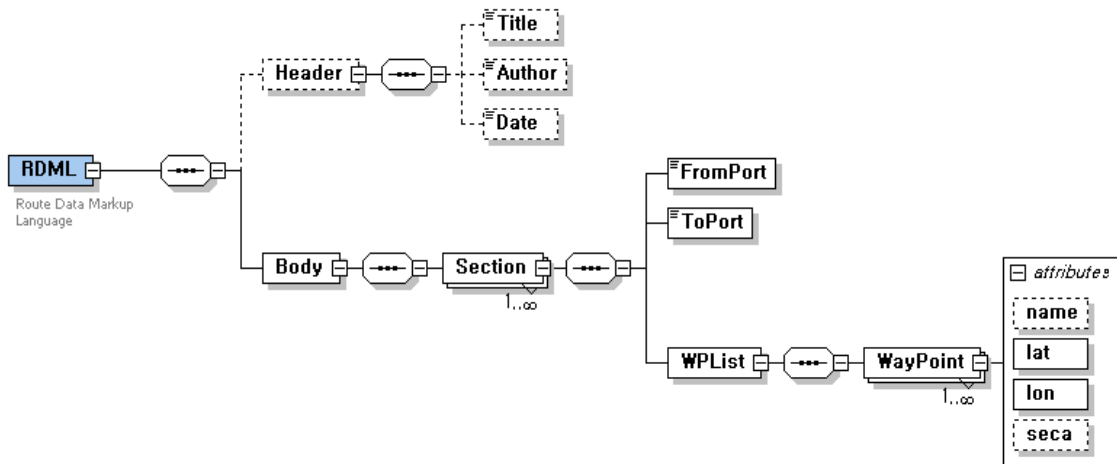 Title
Header
Author
Date
RDML
Route Data Markup
Language
FromPort
ToPort
Body
Section
1..∞
attributes
name
WPList
WayPoint
1..∞
lat
lon
seca